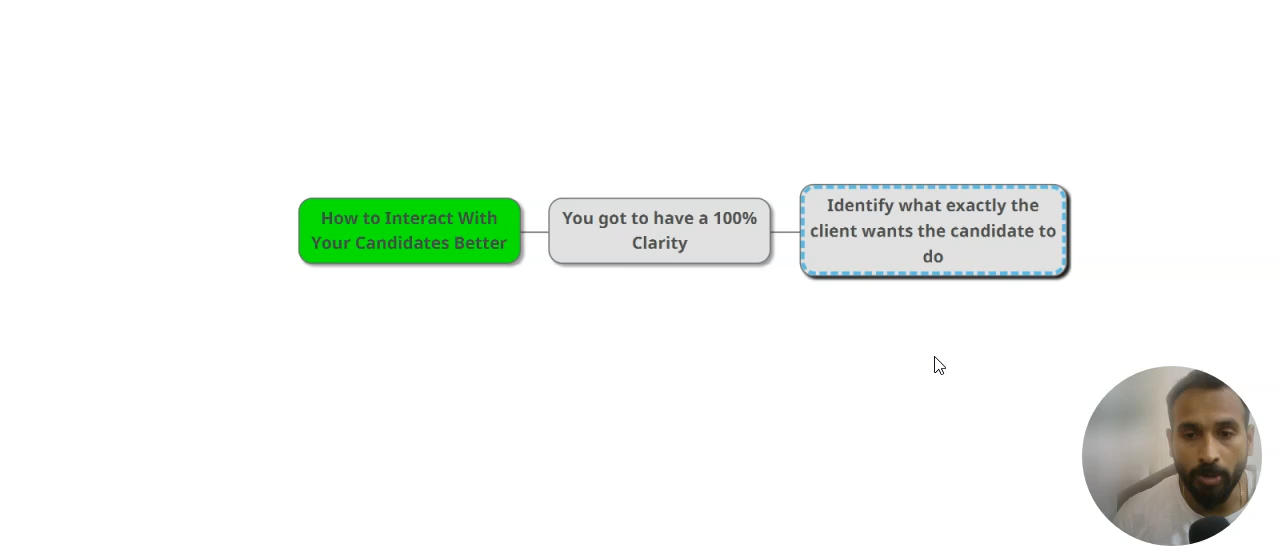 How to Interact With
Your Candidates Better
You got to have a 100%
Clarity
Identify what exactly the
client wants the candidate to
do